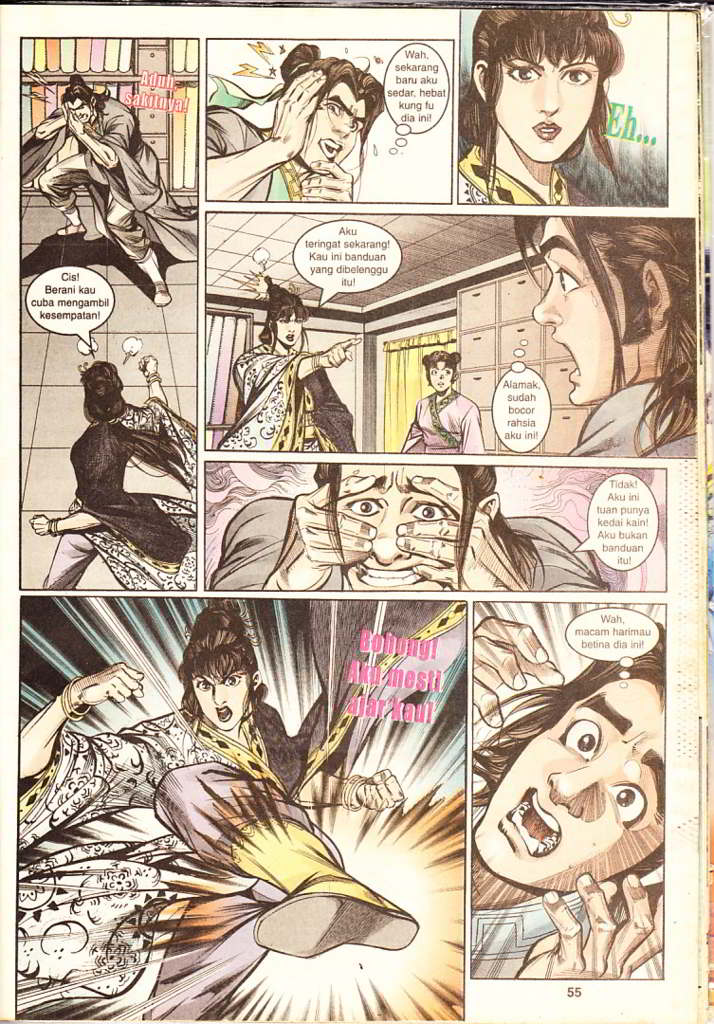 Aduh
sakitnya!
Cis!
Berani kau
cuba mengambil
kesempatan!
Wah,
sekarang
baru aku
sedar, hebat
kung fu
dia ini!
Eh...
Aku
teringat sekarang!
Kau ini banduan
yang dibelenggu
itu!
Alamak,
sudah
bocor
rahsia
aku ini!
Tidak!
Aku ini
tuan punya
kedai kain!
Aku bukan
banduan
itu!
Bohong!
Aku mesti
ajar kau!
Wah,
macam harimau
betina dia ini!
55